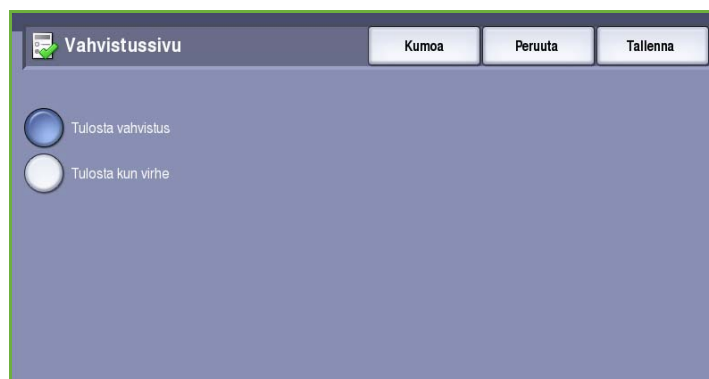 Vahvistussivu Kumoa Peruuta Tallenna
Tulosta vahvistus
Tulosta kun virhe